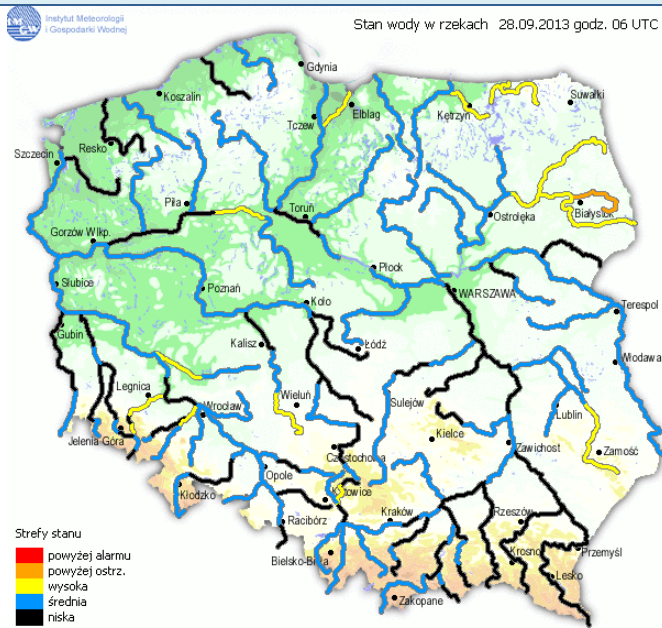 IMGW
Instytut Meteorologii
i Gospodarki Wodnej
Stan wody w rzekach 28.09.2013 godz. 06 UTC
Gdynia
Koszalin
Suwałki
Elbląg
Kętrzyn
Tczew
Resko
Szczecin
Piła
Toruń
Białystok
Ostrołęka
Gorzów Wlkp.
Płock
Słubice
Poznań
WARSZAWA
Koło
Terespol
Gubin
Kalisz
Łódź
Włodawa
Legnica
Wieluń
Sulejów
Lublin
Wrocław
Jelenia Góra
Kielce
Zawichost
Zamość
Częstochowa
Opole
Kłodzko
Katowice
Kraków
Rzeszów
Racibórz
Przemyśl
Krosno
Bielsko-Biała
Lesko
Zakopane
Strefy stanu
powyżej alarmu
powyżej ostrz.
wysoka
średnia
niska